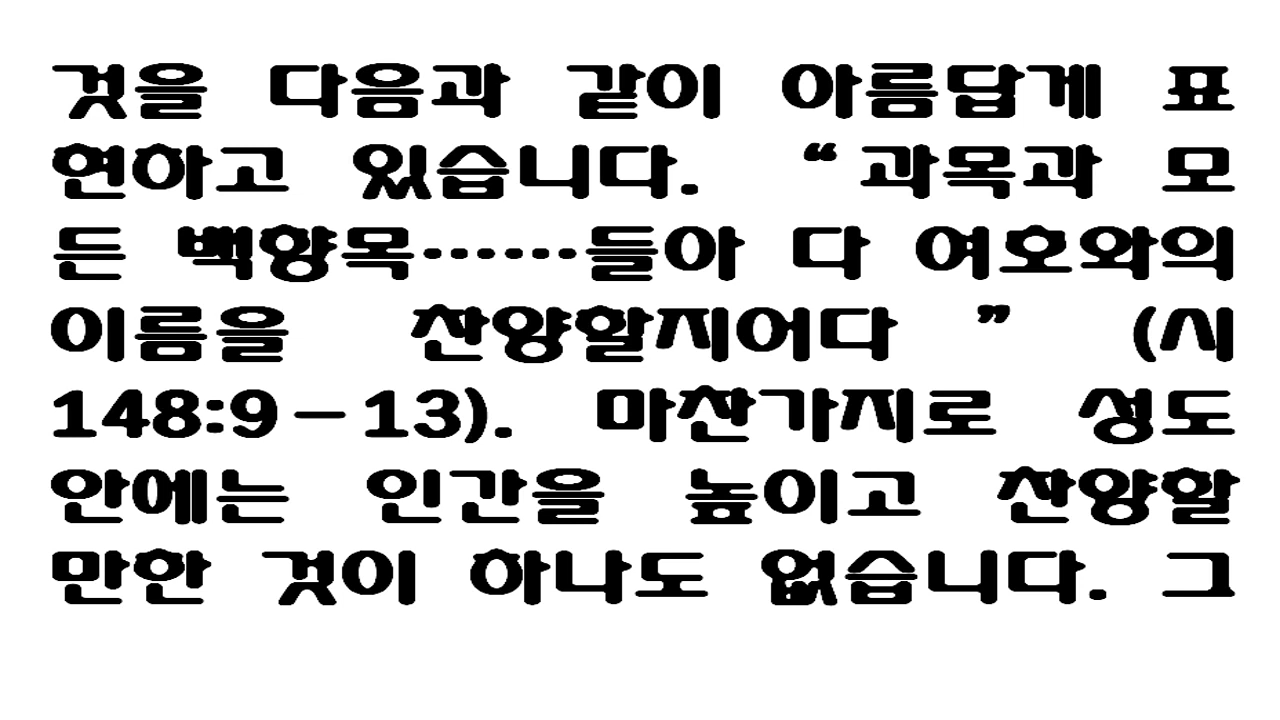 것을 다음과 같이 아름답게 표
현하고 있습니다. “과목과 모
든 백향목……들아 다 여호와의
이름을 찬양할지어다 ” (시
148:9－13). 마찬가지로 성도
안에는 인간을 높이고 찬양할
만한 것이 하나도 없습니다. 그